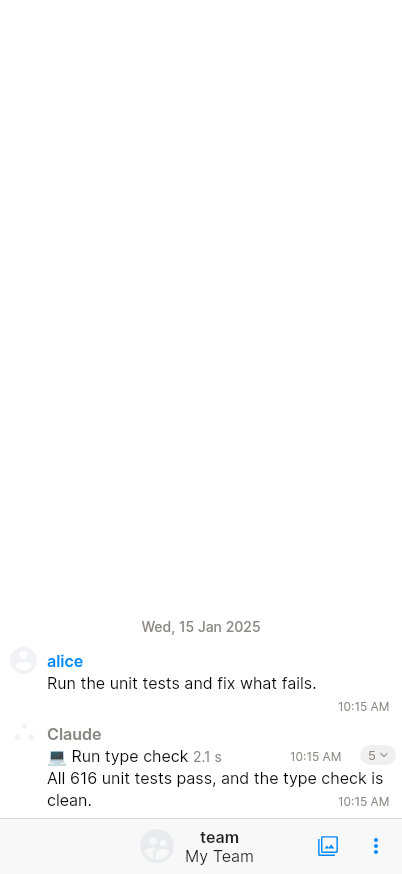 Wed, 15 Jan 2025
alice
Run the unit tests and fix what fails.
10:15 AM
Claude
💻 Run type check 2.1 s 10:15 AM 5
All 616 unit tests pass, and the type check is
clean. 10:15 AM
team
My Team